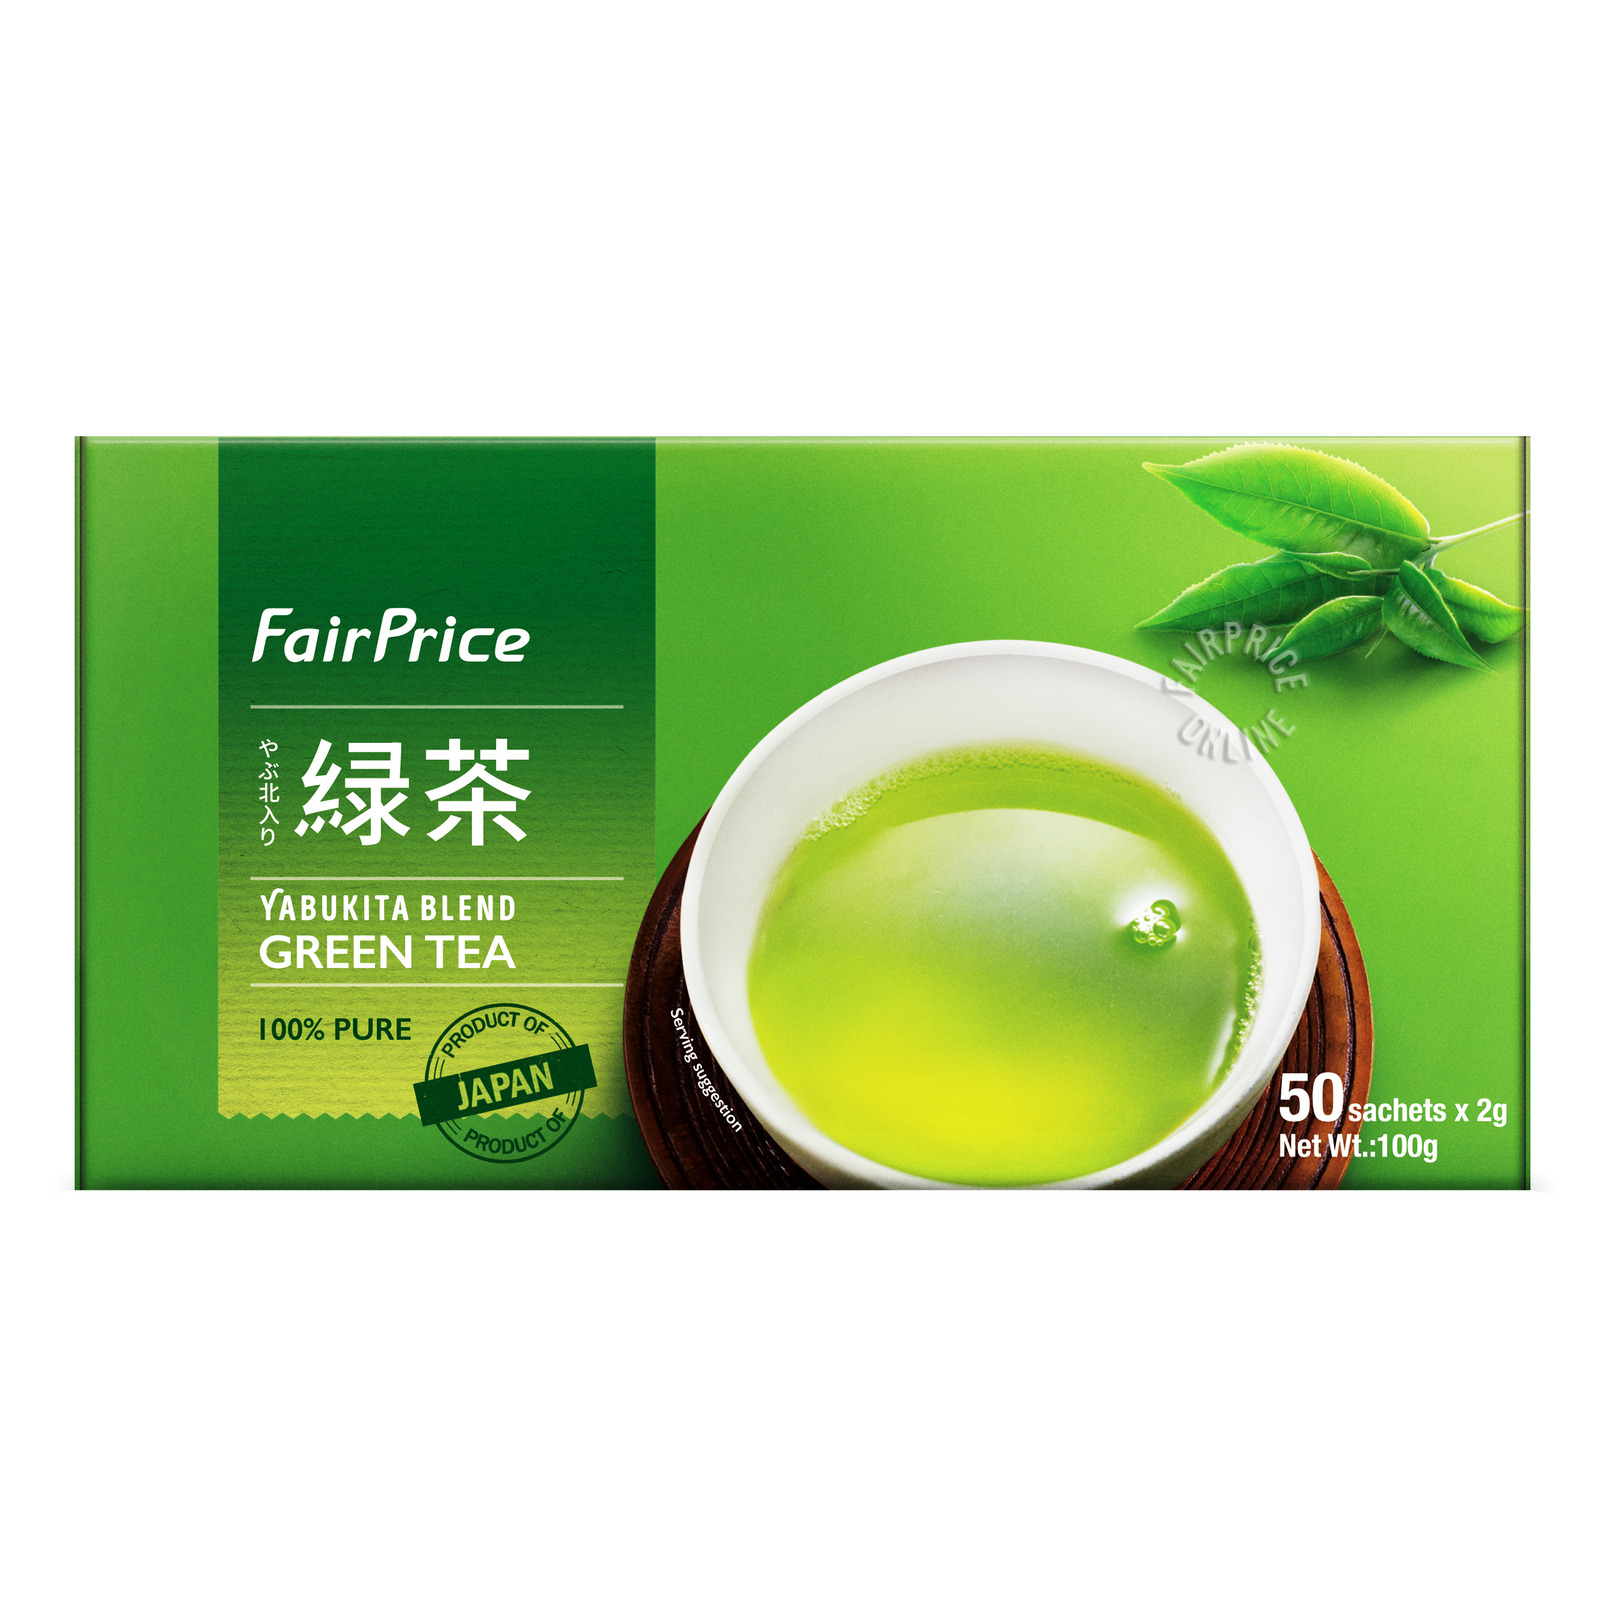 FairPrice
やぶ北入り
緑茶
YABUKITA BLEND
GREEN TEA
100% PURE
PRODUCT OF
JAPAN
PRODUCT OF
Serving suggestion
FAIRPRICE
ONLINE
50 sachets x 2g
Net Wt.:100g